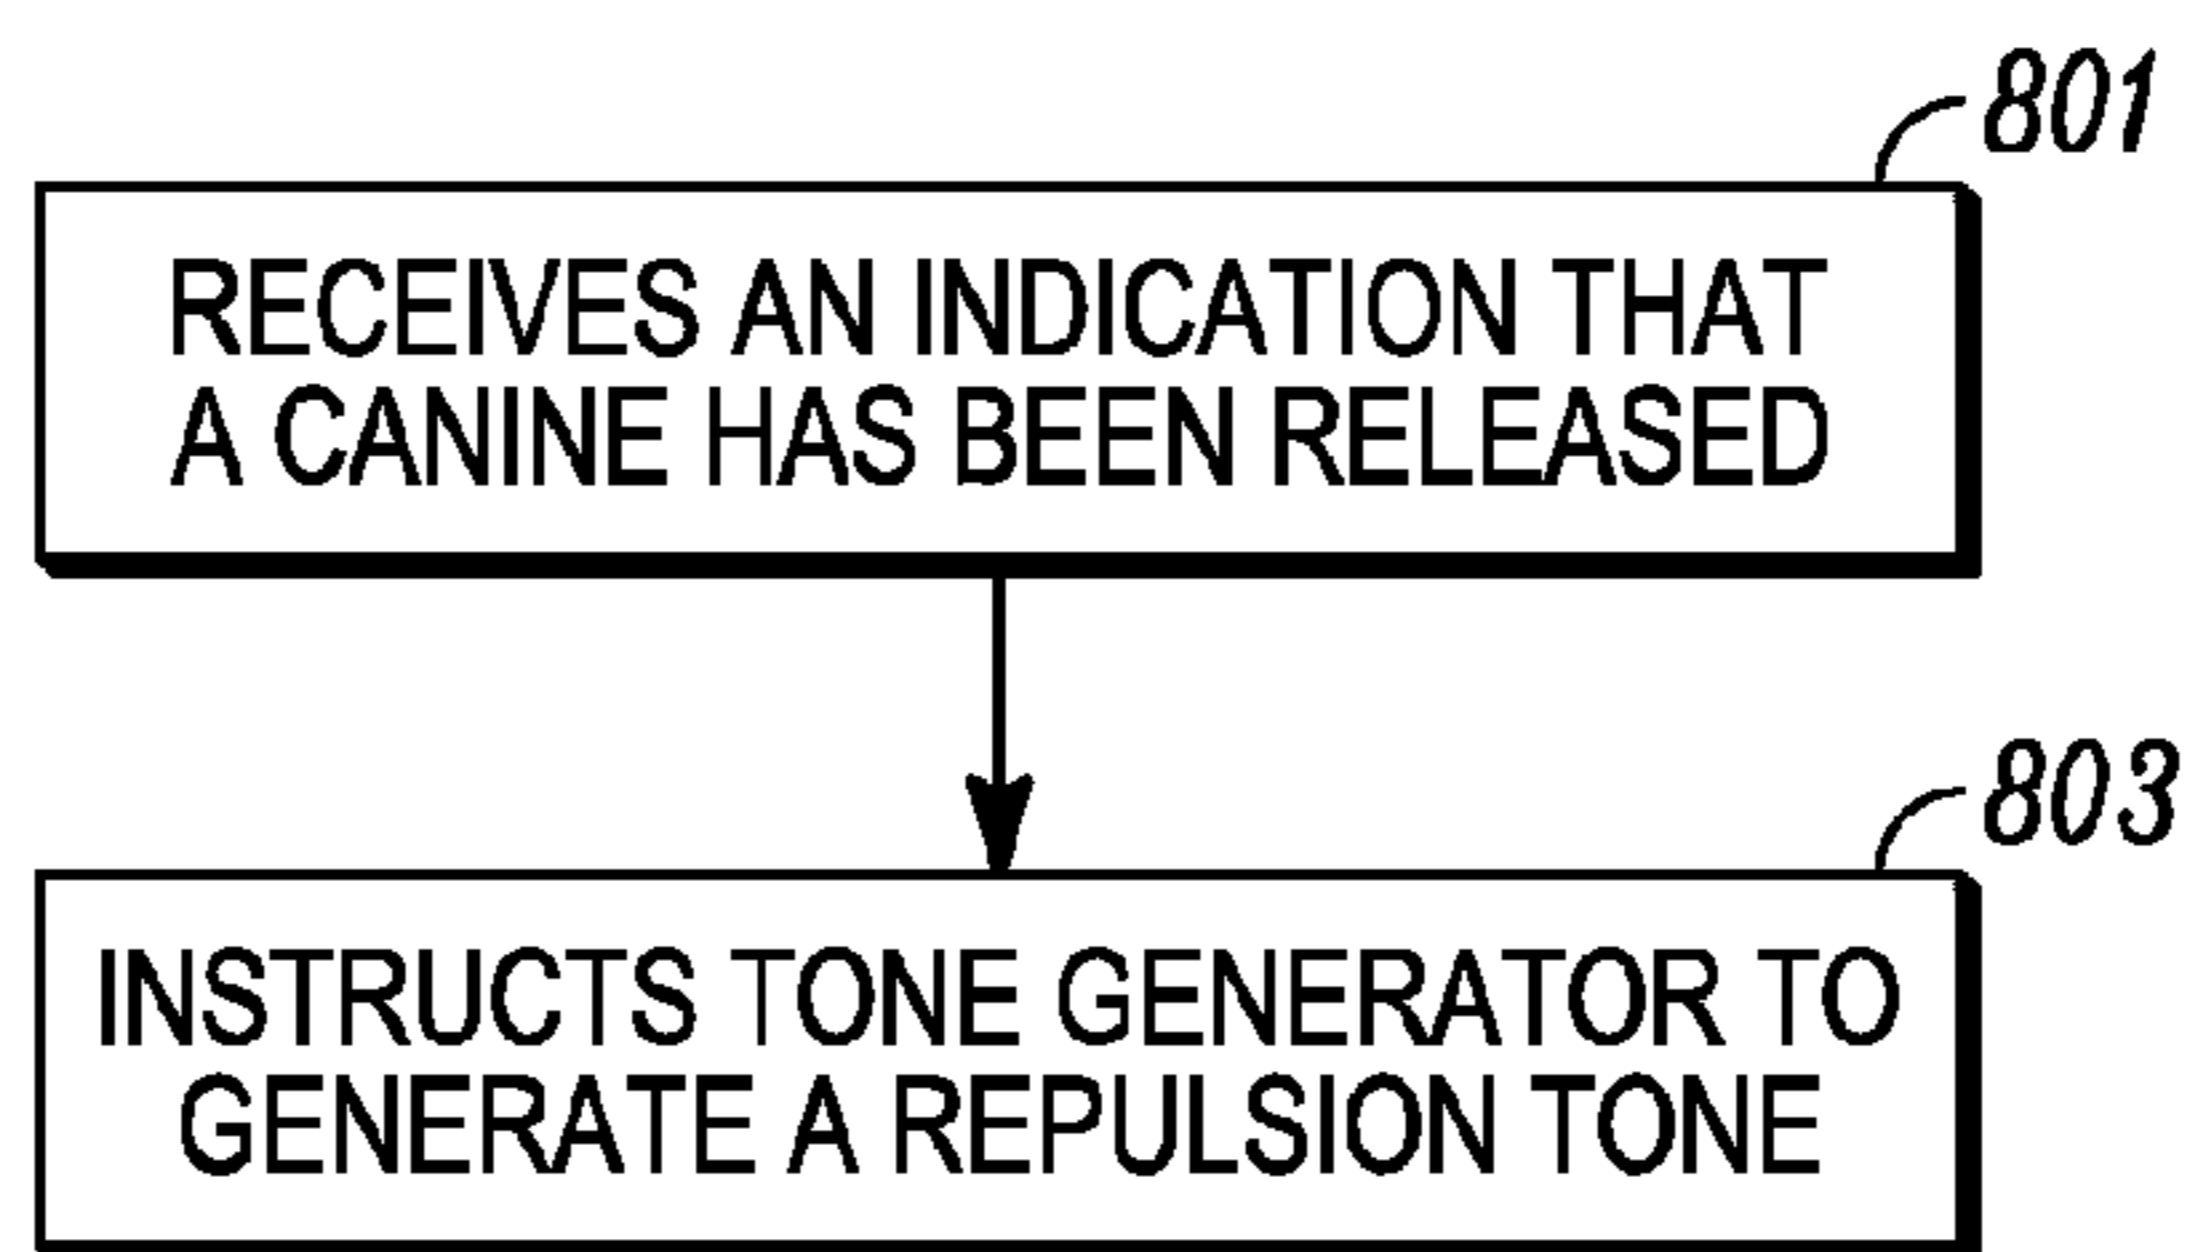 801
RECEIVES AN INDICATION THAT
A CANINE HAS BEEN RELEASED
803
INSTRUCTS TONE GENERATOR TO
GENERATE A REPULSION TONE